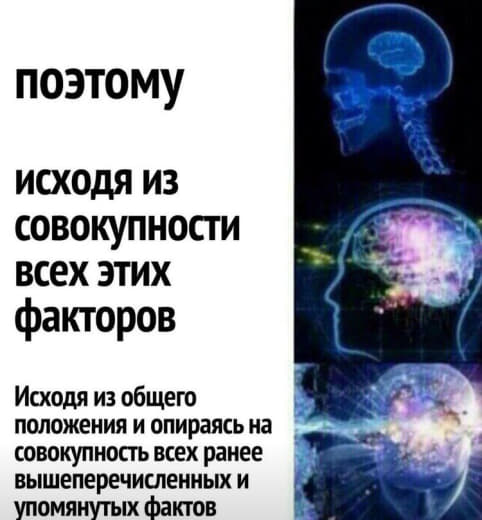 поэтому
исходя из
совокупности
всех этих
факторов
Исходя из общего
положения и опираясь на
совокупность всех ранее
вышеперечисленных и
упомянутых фактов